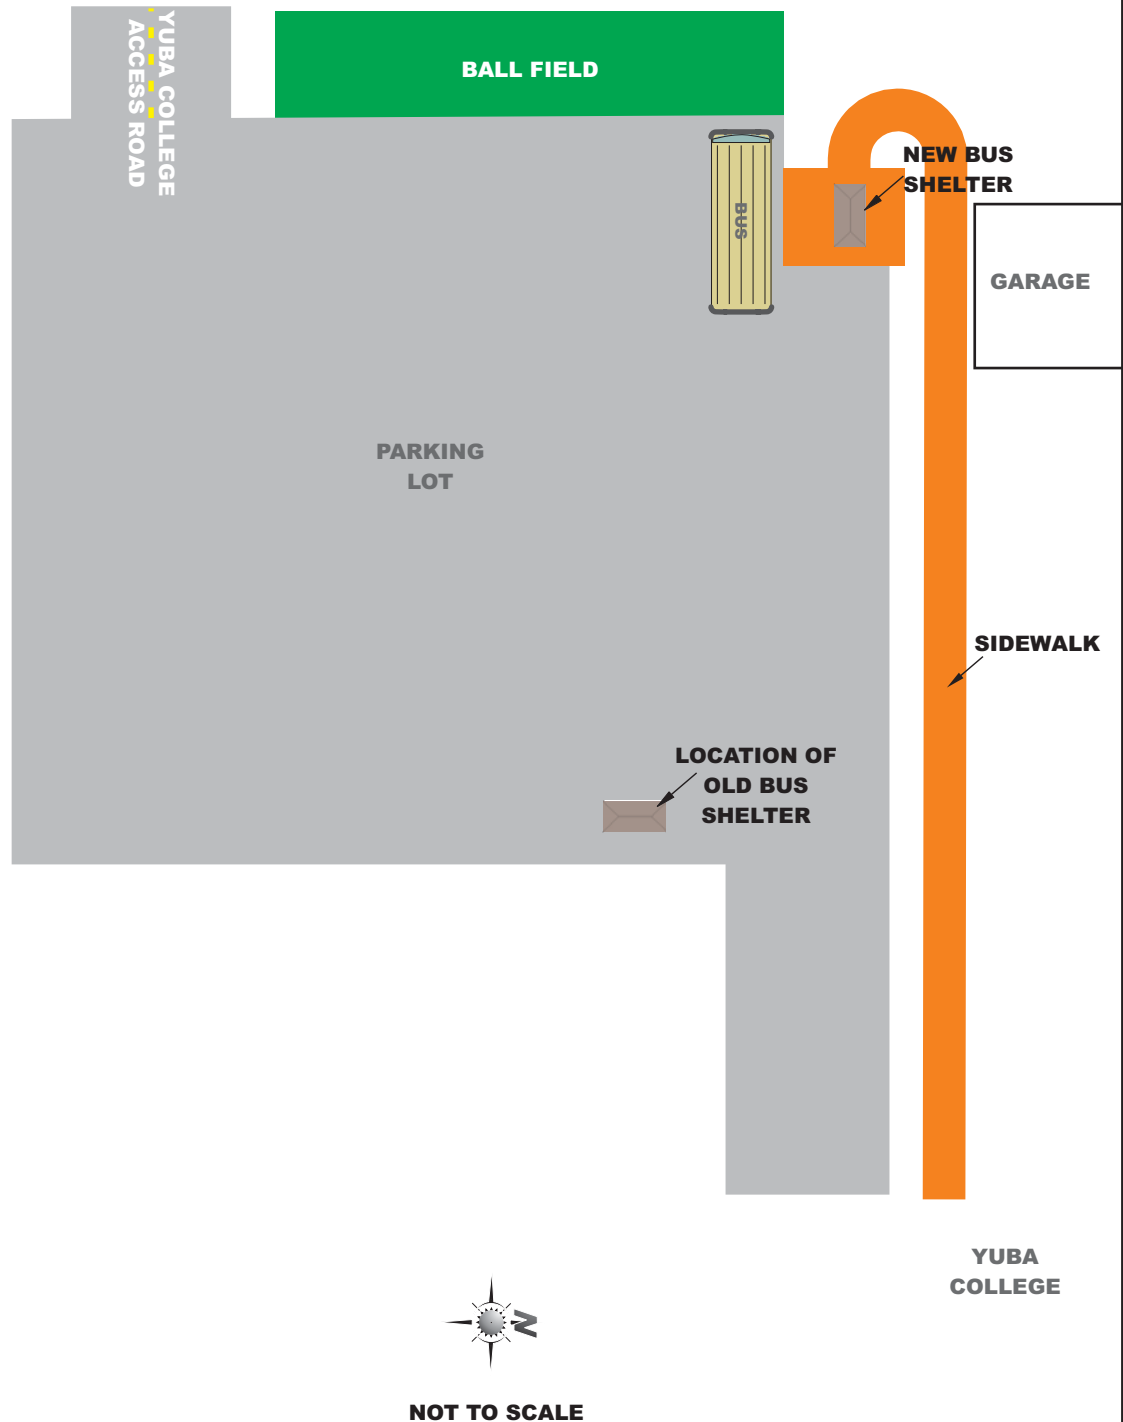 YUBA COLLEGE
ACCESS ROAD
BALL FIELD
NEW BUS
SHELTER
BUS
GARAGE
PARKING
LOT
SIDEWALK
LOCATION OF
OLD BUS
SHELTER
YUBA
COLLEGE
N
NOT TO SCALE